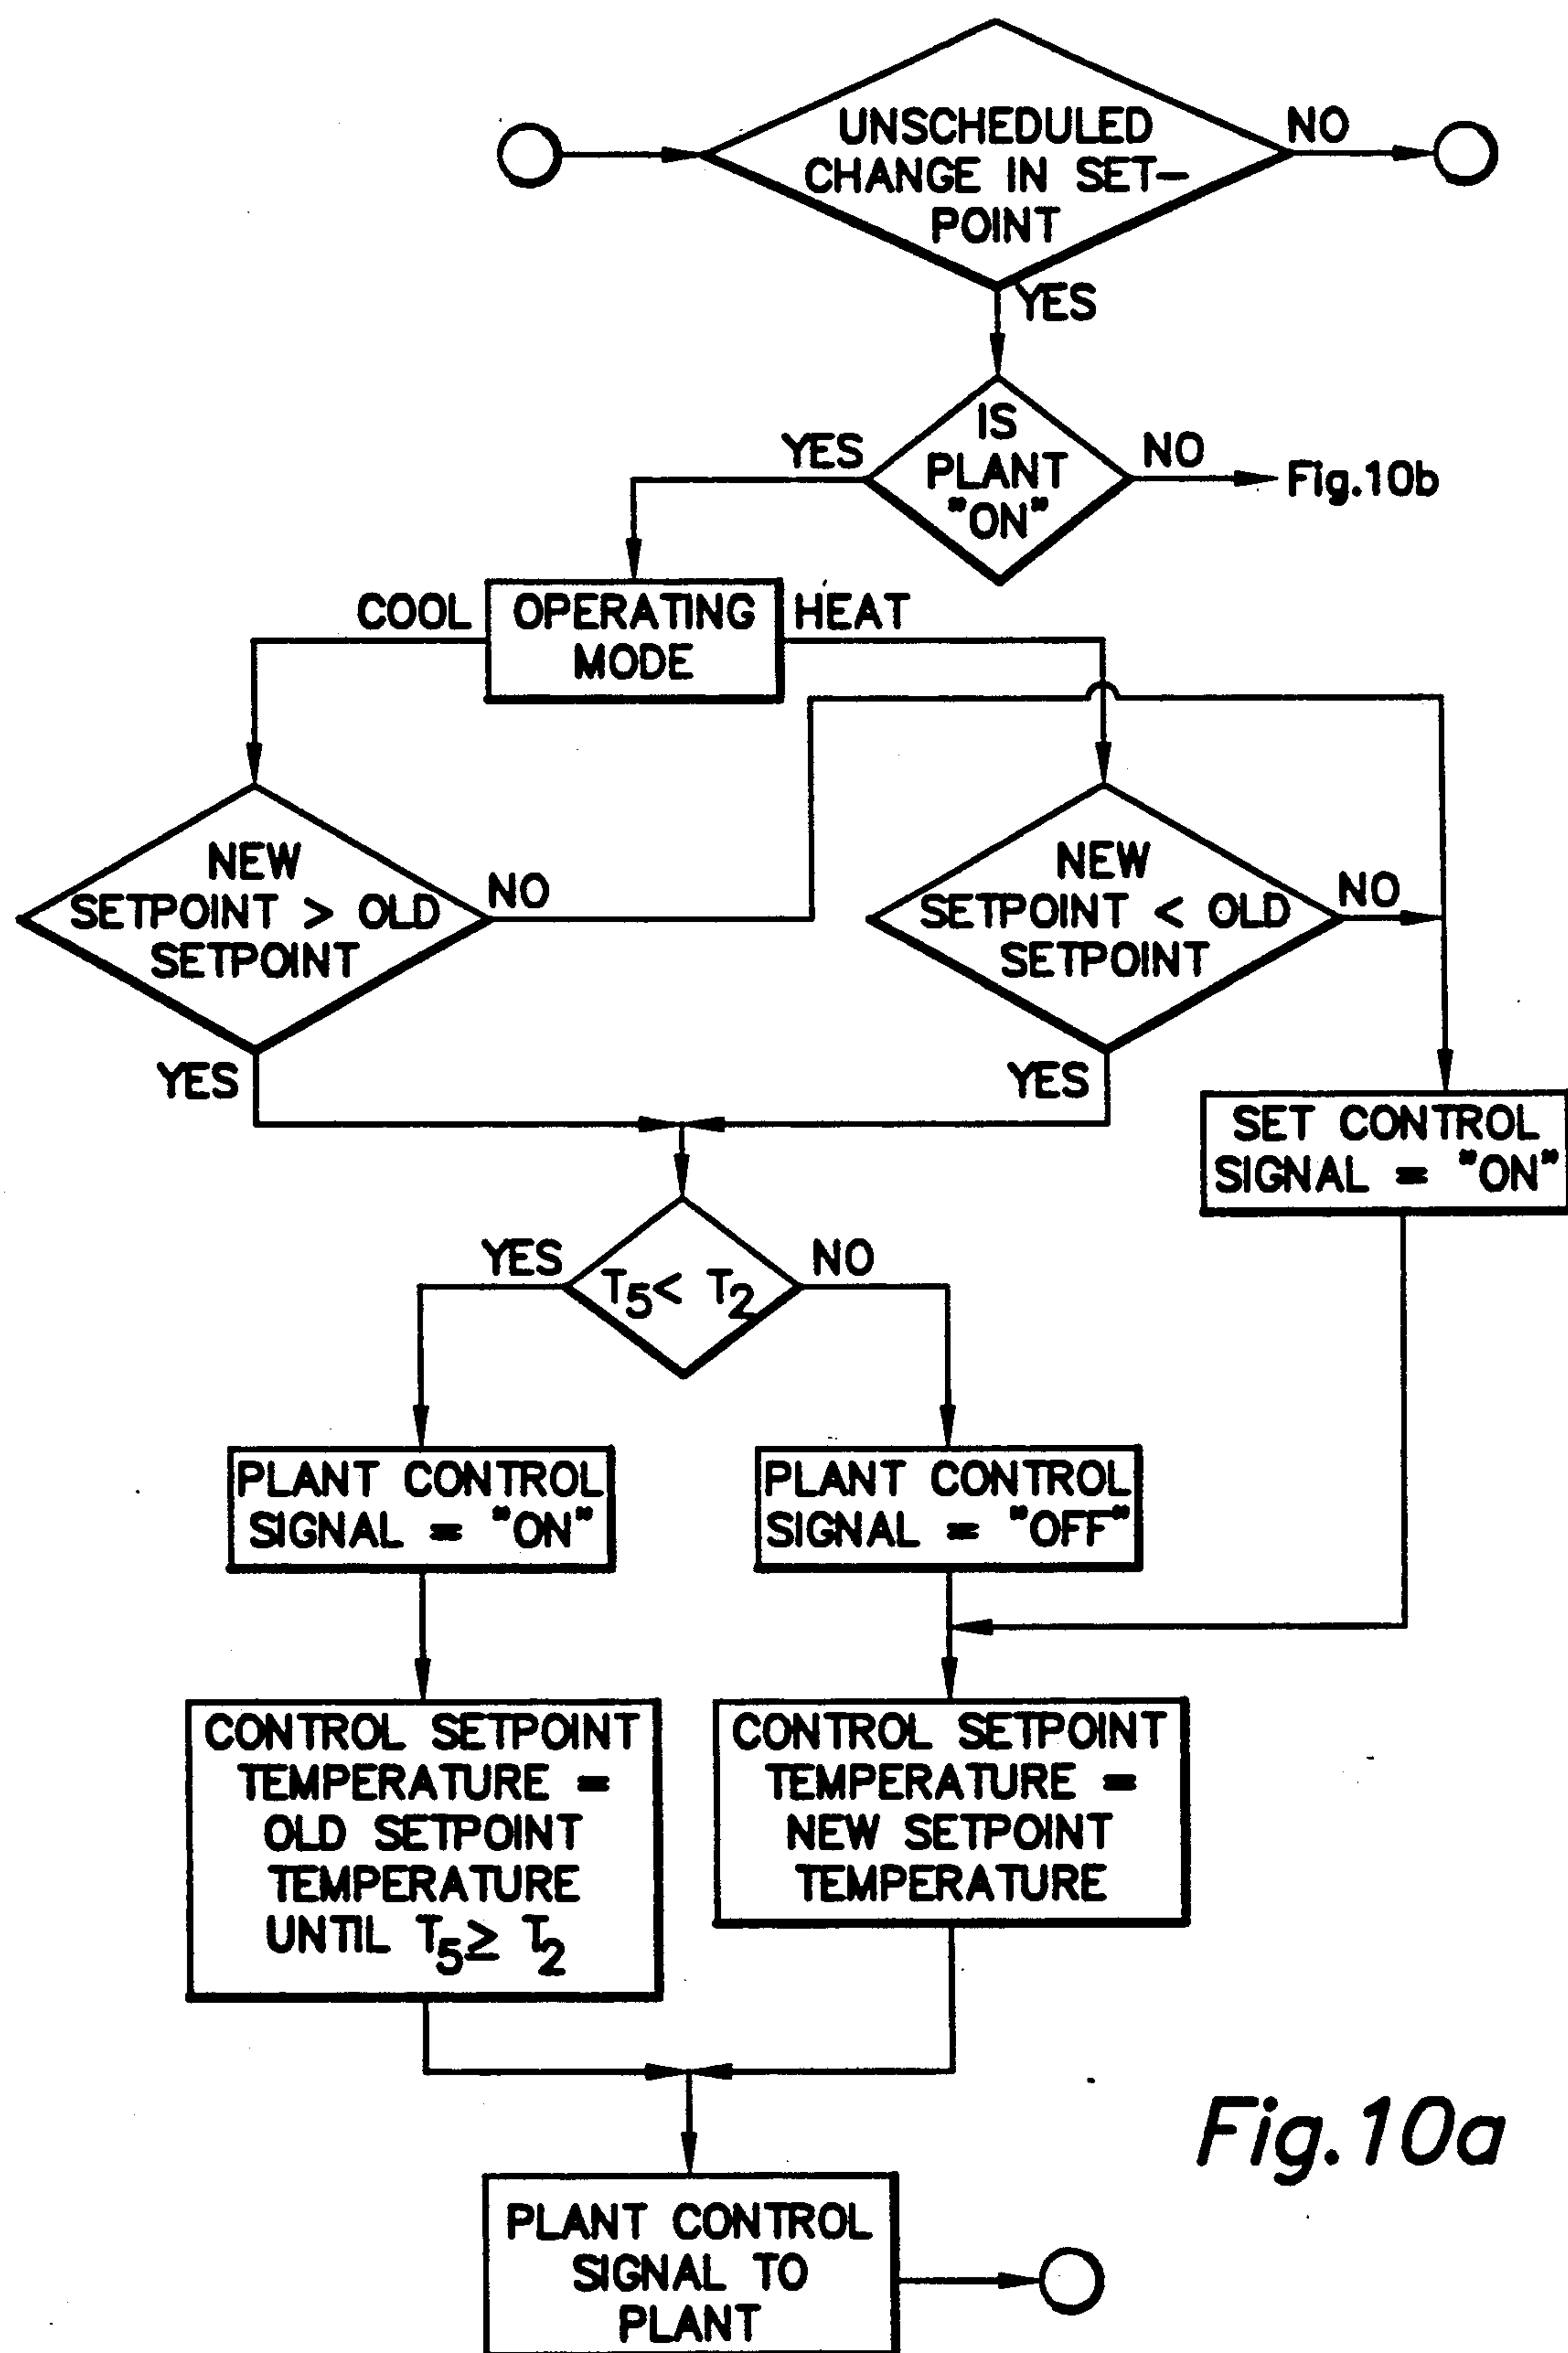 UNSCHEDULED
CHANGE IN SET-
POINT
NO
YES
IS
PLANT
"ON"
YES
NO
Fig.10b
OPERATING
MODE
COOL
HEAT
NEW
SETPOINT > OLD
SETPOINT
NO
YES
NEW
SETPOINT < OLD
SETPOINT
NO
YES
SET CONTROL
SIGNAL = "ON"
T5< T2
YES
NO
PLANT CONTROL
SIGNAL = "ON"
PLANT CONTROL
SIGNAL = "OFF"
CONTROL SETPOINT
TEMPERATURE =
OLD SETPOINT
TEMPERATURE
UNTIL T5≥ T2
CONTROL SETPOINT
TEMPERATURE =
NEW SETPOINT
TEMPERATURE
PLANT CONTROL
SIGNAL TO
PLANT
Fig.10a